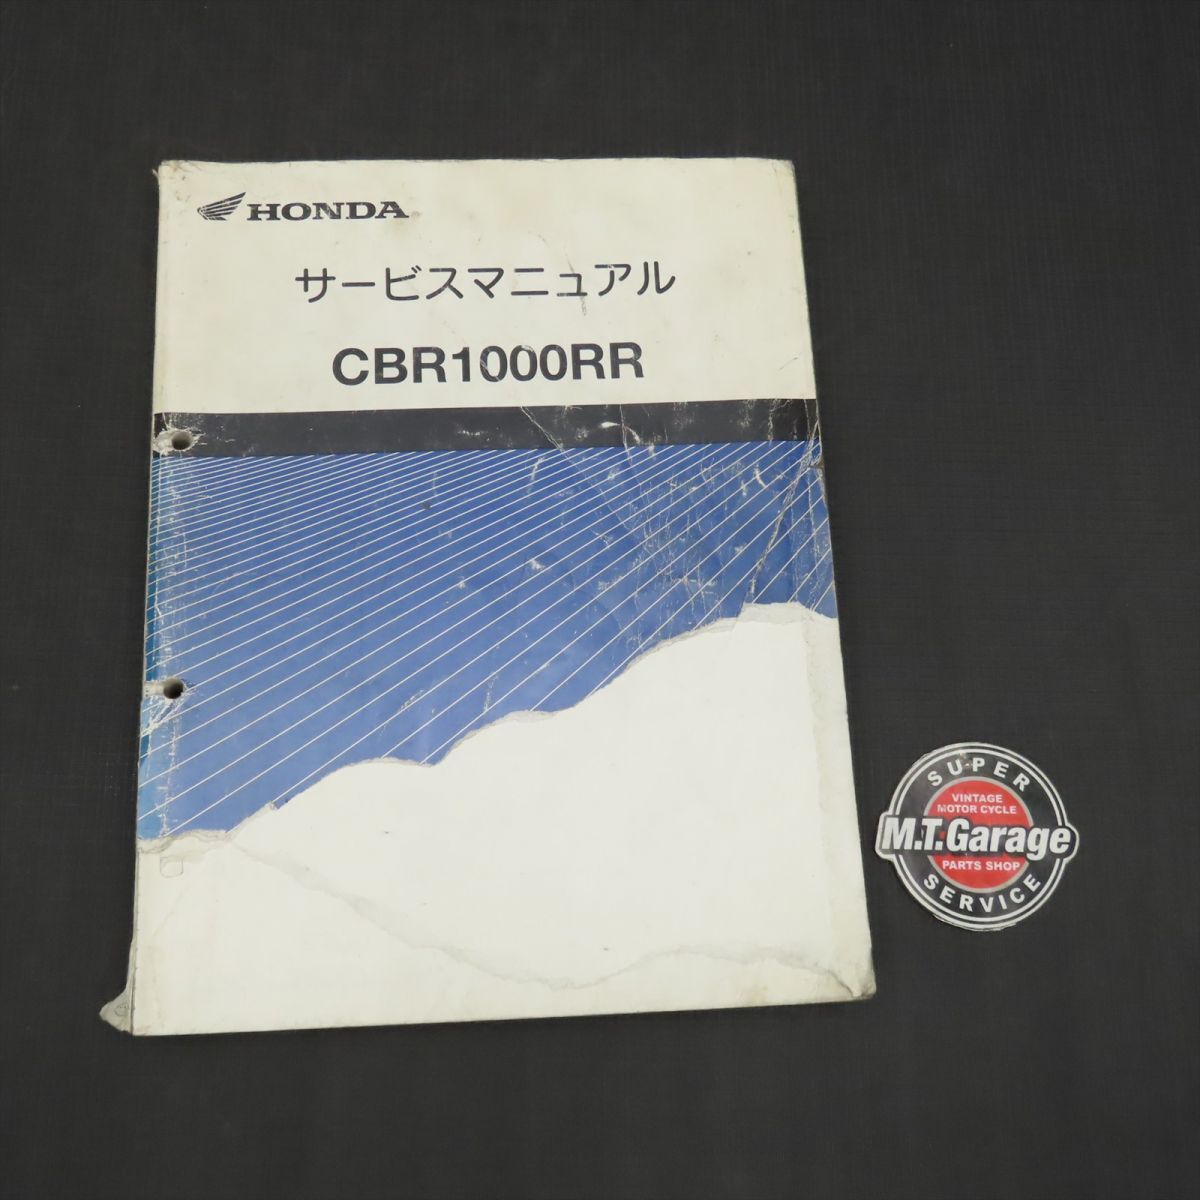 HONDA
サービスマニュアル
CBR1000RR
SUPER
VINTAGE
MOTOR CYCLE
M.T.Garage
PARTS SHOP
SERVICE